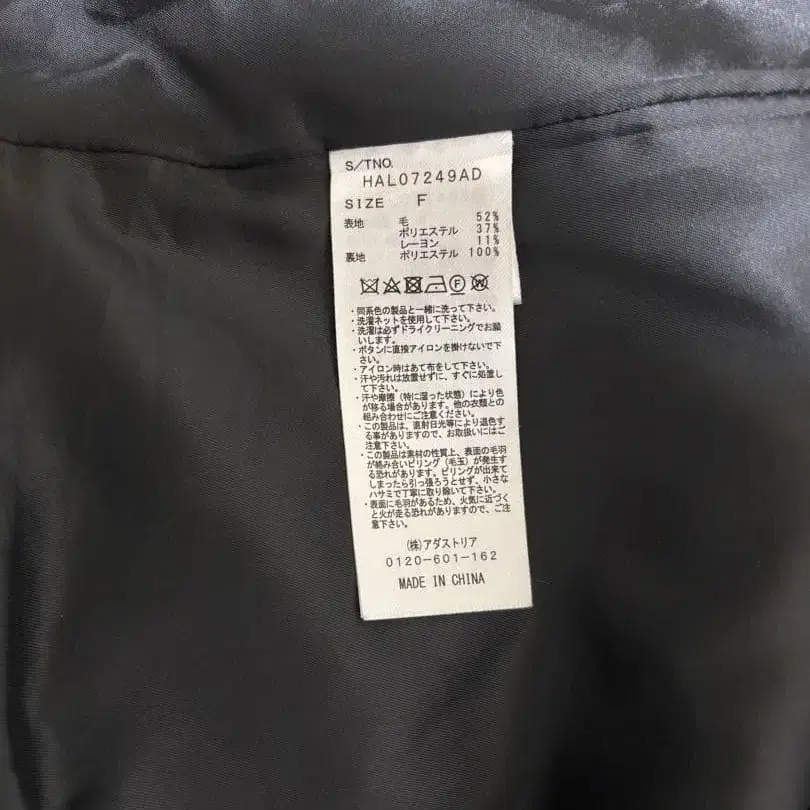 S/TNO.
HAL07249AD
SIZE F
表地 毛 52%
ポリエステル 37%
レーヨン 11%
裏地 ポリエステル 100%
・同系色の製品と一緒に洗って下さい。
・洗濯ネットを使用して下さい。
・洗濯は必ずドライクリーニングでお願
いします。
・ボタンに直接アイロンを掛けないで下
さい。
・アイロン時はあて布をして下さい。
・汗や汚れは放置せずに、すぐに処置し
て下さい。
・汗や摩擦（特に湿った状態）により色
が移る場合があります。他の衣類との
組み合わせにご注意ください。
・この製品は、直射日光等により退色す
る事がありますので、お取扱いにはご
注意下さい。
・この製品は素材の性質上、表面の毛羽
が絡み合いピリング（毛玉）が発生す
る恐れがあります。ピリングが出来て
しまったら引っ張ろうとせず、小さな
ハサミで丁寧に取り除いて下さい。
・表面に毛羽があるため、火気に近づく
と火が走る恐れがありますので、ご注
意下さい。
(株)アダストリア
0120-601-162
MADE IN CHINA